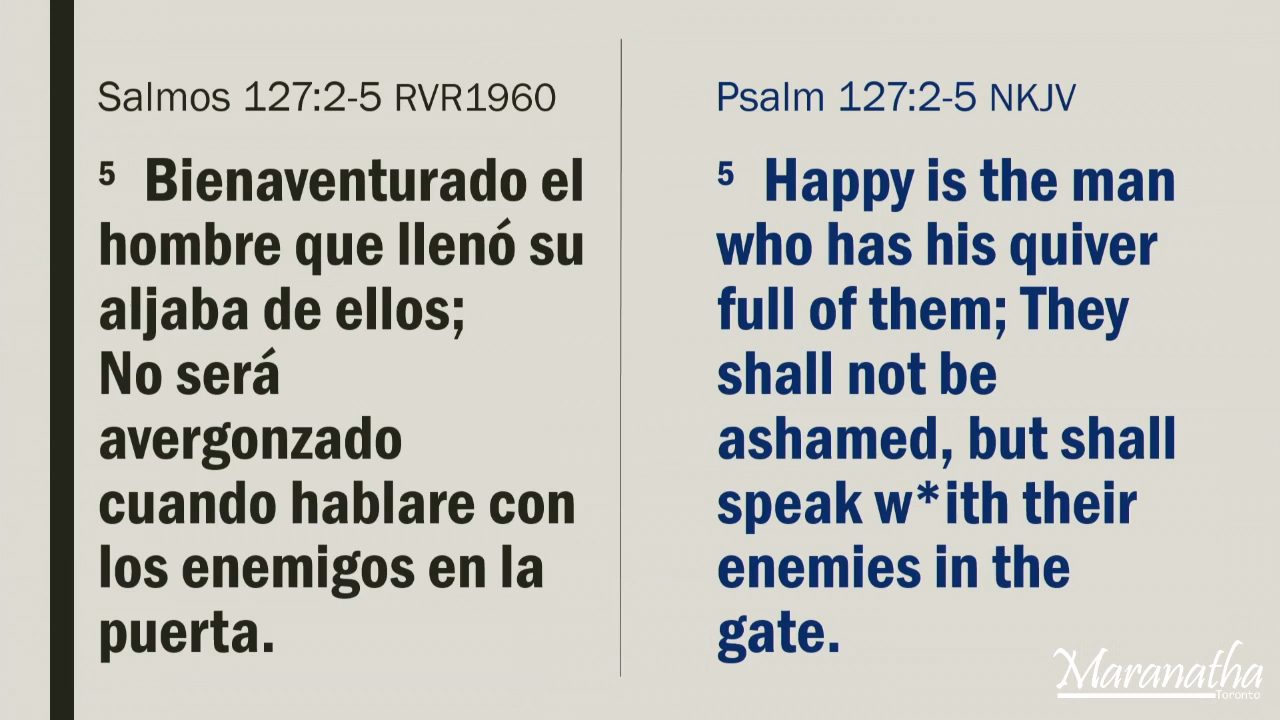 Salmos 127:2-5 RVR1960
5 Bienaventurado el
hombre que llenó su
aljaba de ellos;
No será
avergonzado
cuando hablare con
los enemigos en la
puerta.
Psalm 127:2-5 NKJV
5 Happy is the man
who has his quiver
full of them; They
shall not be
ashamed, but shall
speak w*ith their
enemies in the
gate.
Maranatha
Toronto